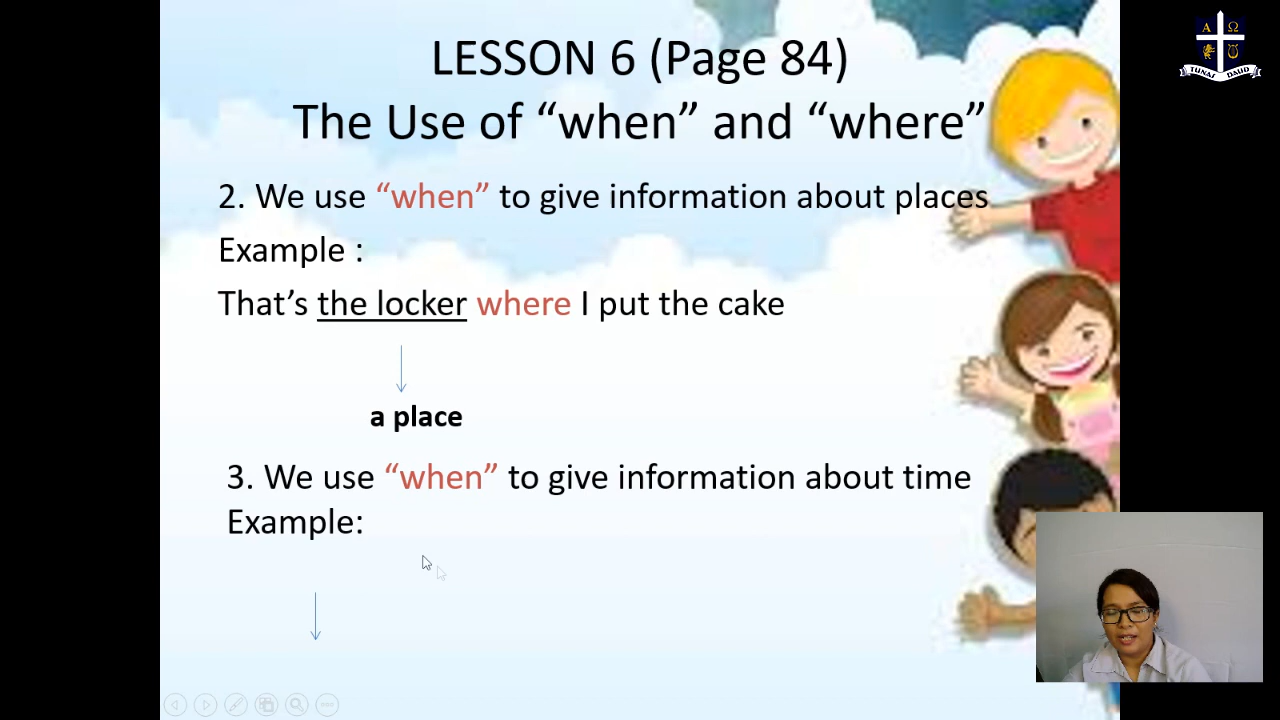 LESSON 6 (Page 84)
The Use of “when” and “where”
2. We use “when” to give information about places
Example :
That’s the locker where I put the cake
a place
3. We use “when” to give information about time
Example:
Α Ω
TUNAS DAUD